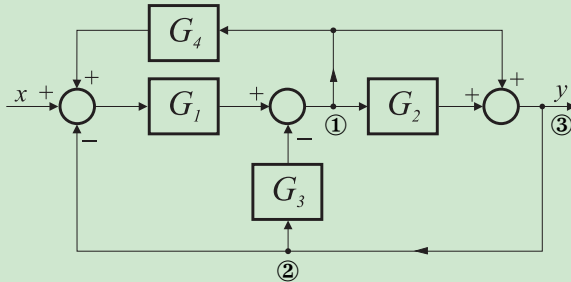 G4
+ +
x + G1 + G2 + y
① ③
− −
G3
②